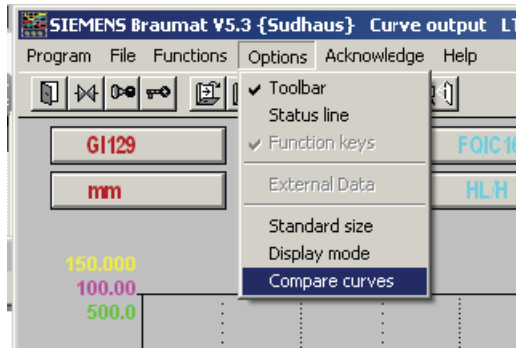 SIEMENS Braumat V5.3 {Sudhaus} Curve output
Program File Functions Options Acknowledge Help
Toolbar
Status line
Function keys
External Data
Standard size
Display mode
Compare curves
GI129
mm
HL/H
150.000
100.00
500.0